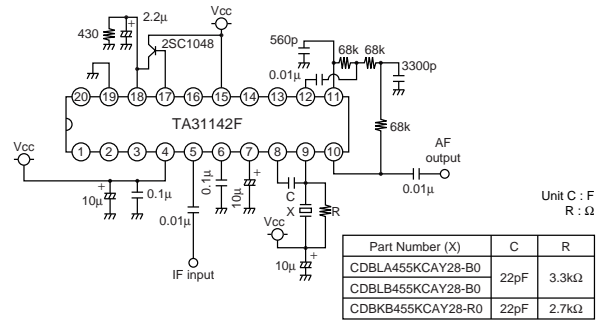 2.2μ
Vcc
430
2SC1048
560p
68k 68k
0.01μ
3300p
20 19 18 17 16 15 14 13 12 11
TA31142F
68k
1 2 3 4 5 6 7 8 9 10
Vcc
AF
output
0.01μ
10μ
0.1μ
0.01μ
0.1μ
10μ
C
X
R
Vcc
10μ
IF input
Unit C : F
R : Ω
Part Number (X) C R
CDBLA455KCAY28-B0
22pF 3.3kΩ
CDBLB455KCAY28-B0
CDBKB455KCAY28-R0 22pF 2.7kΩ